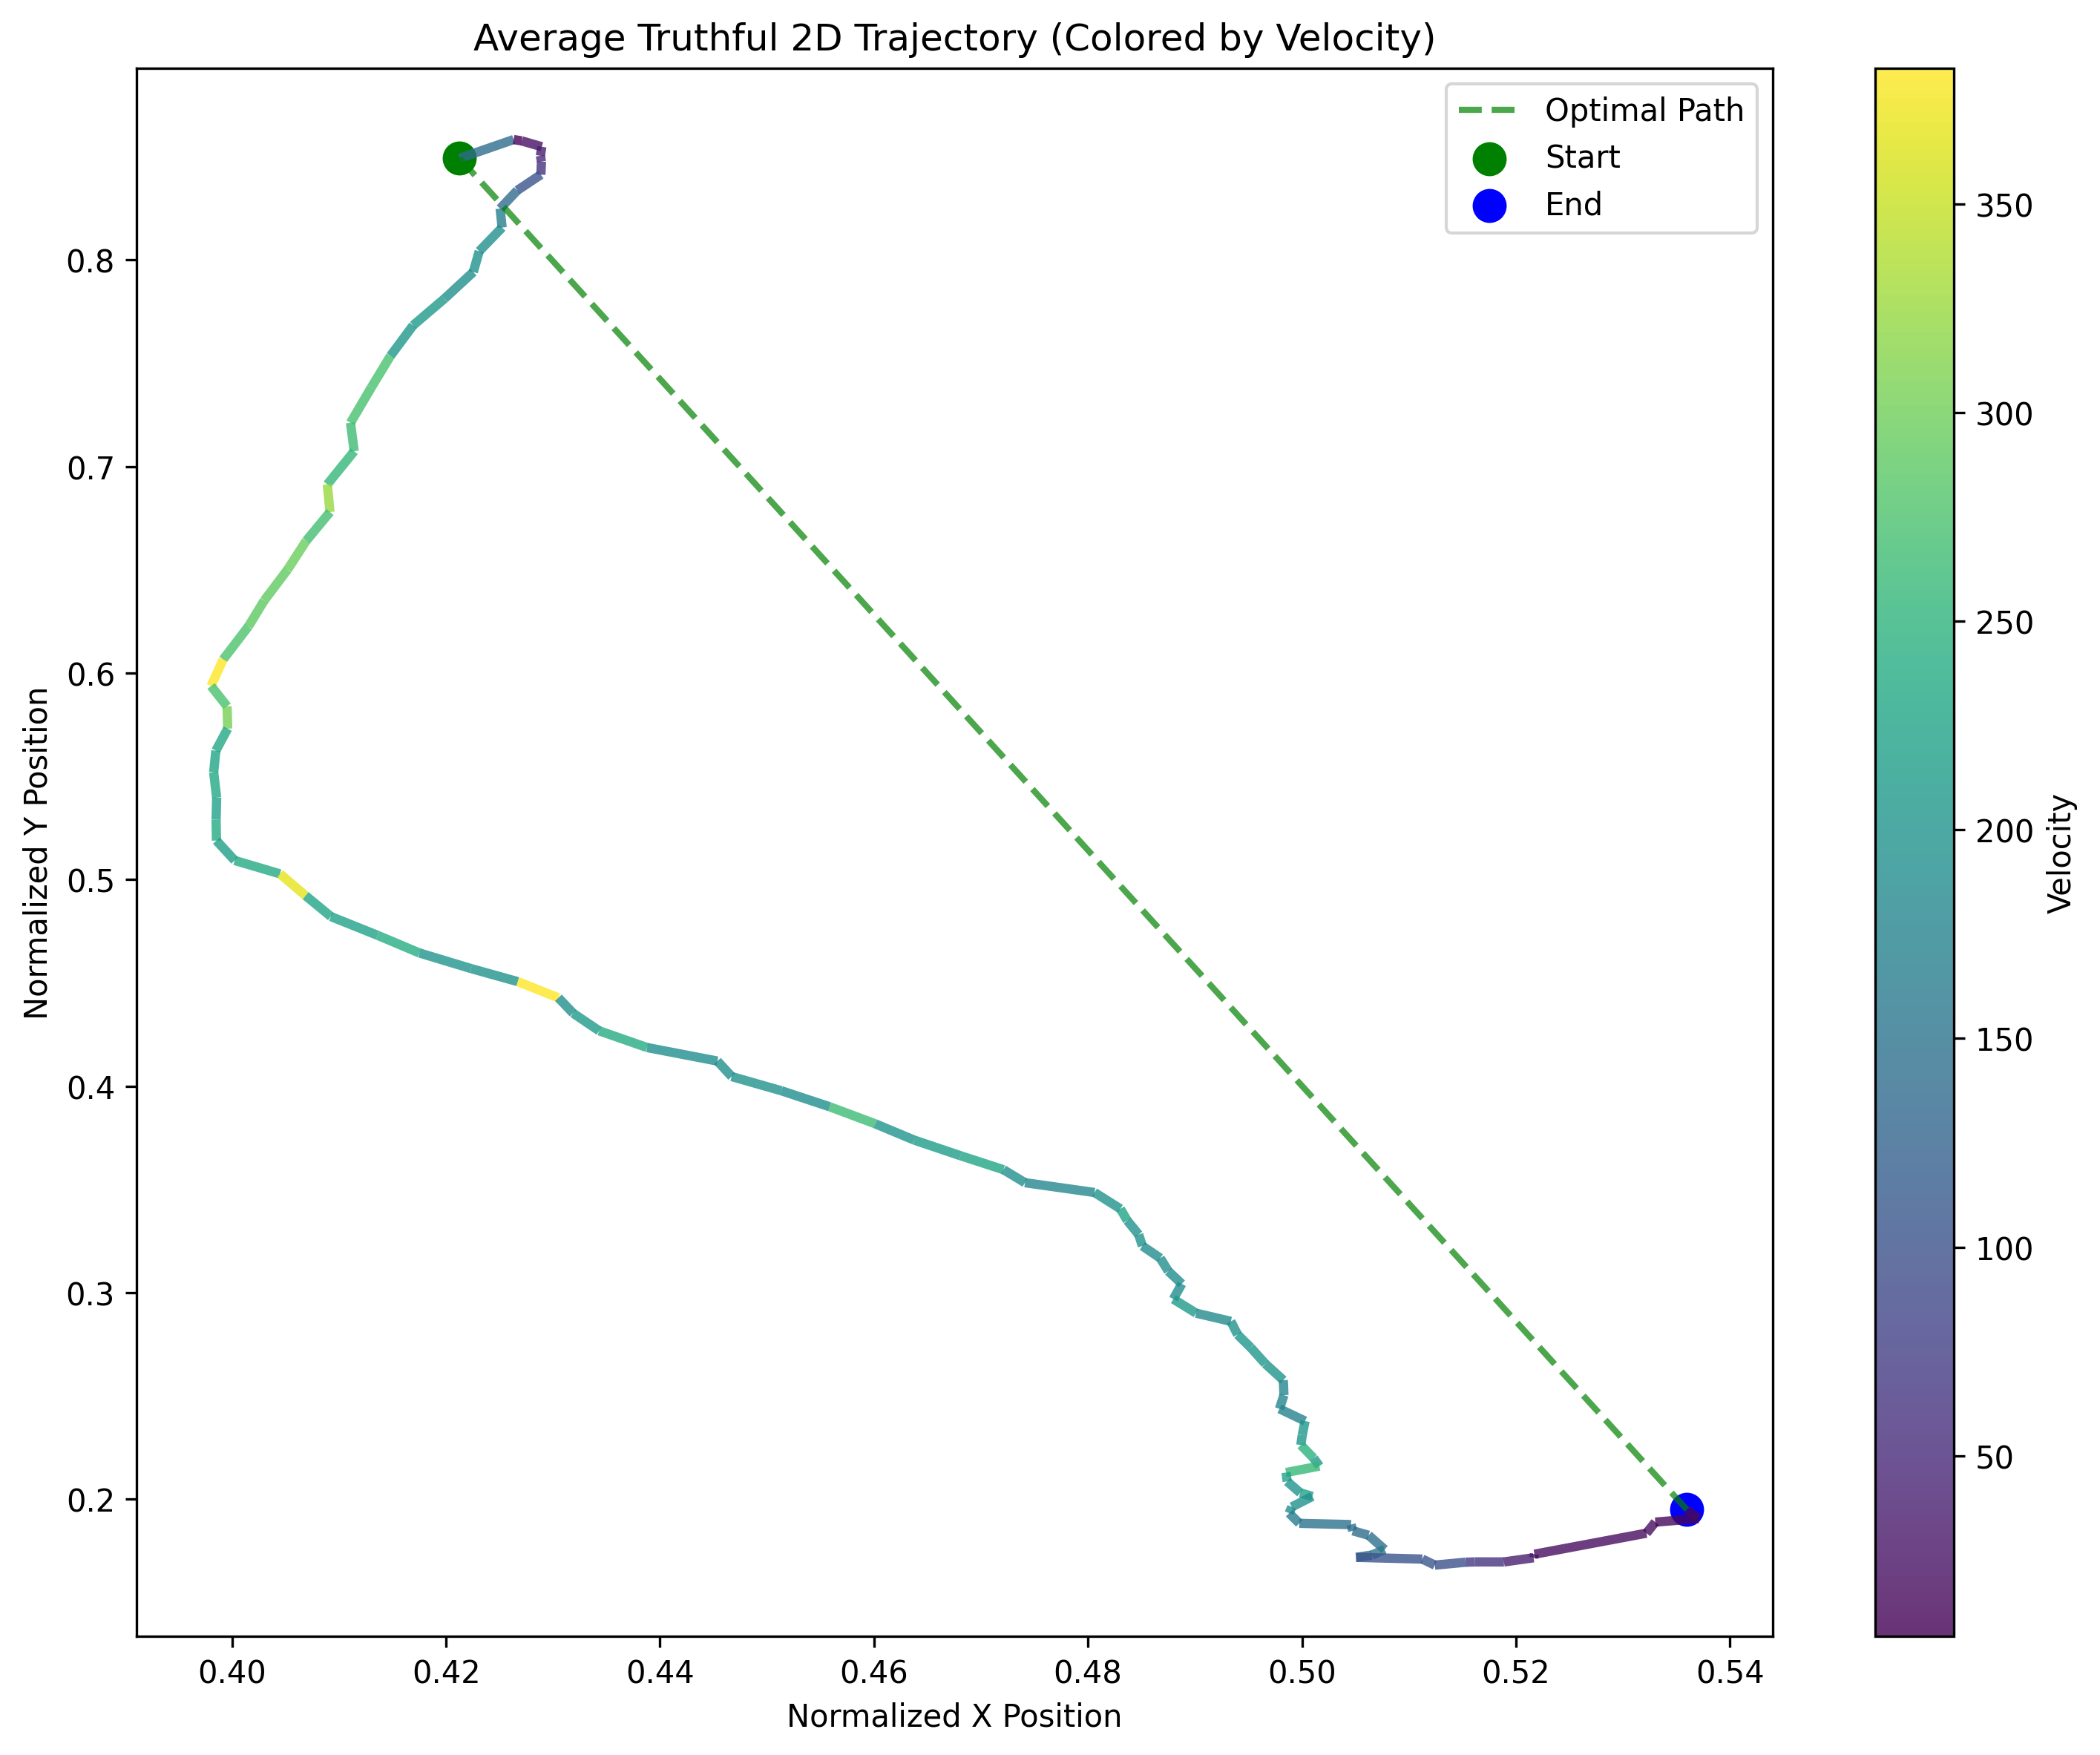 Average Truthful 2D Trajectory (Colored by Velocity)
Optimal Path
Start
End
Normalized Y Position
0.8
0.7
0.6
0.5
0.4
0.3
0.2
0.40 0.42 0.44 0.46 0.48 0.50 0.52 0.54
Normalized X Position
350
300
250
200
150
100
50
Velocity